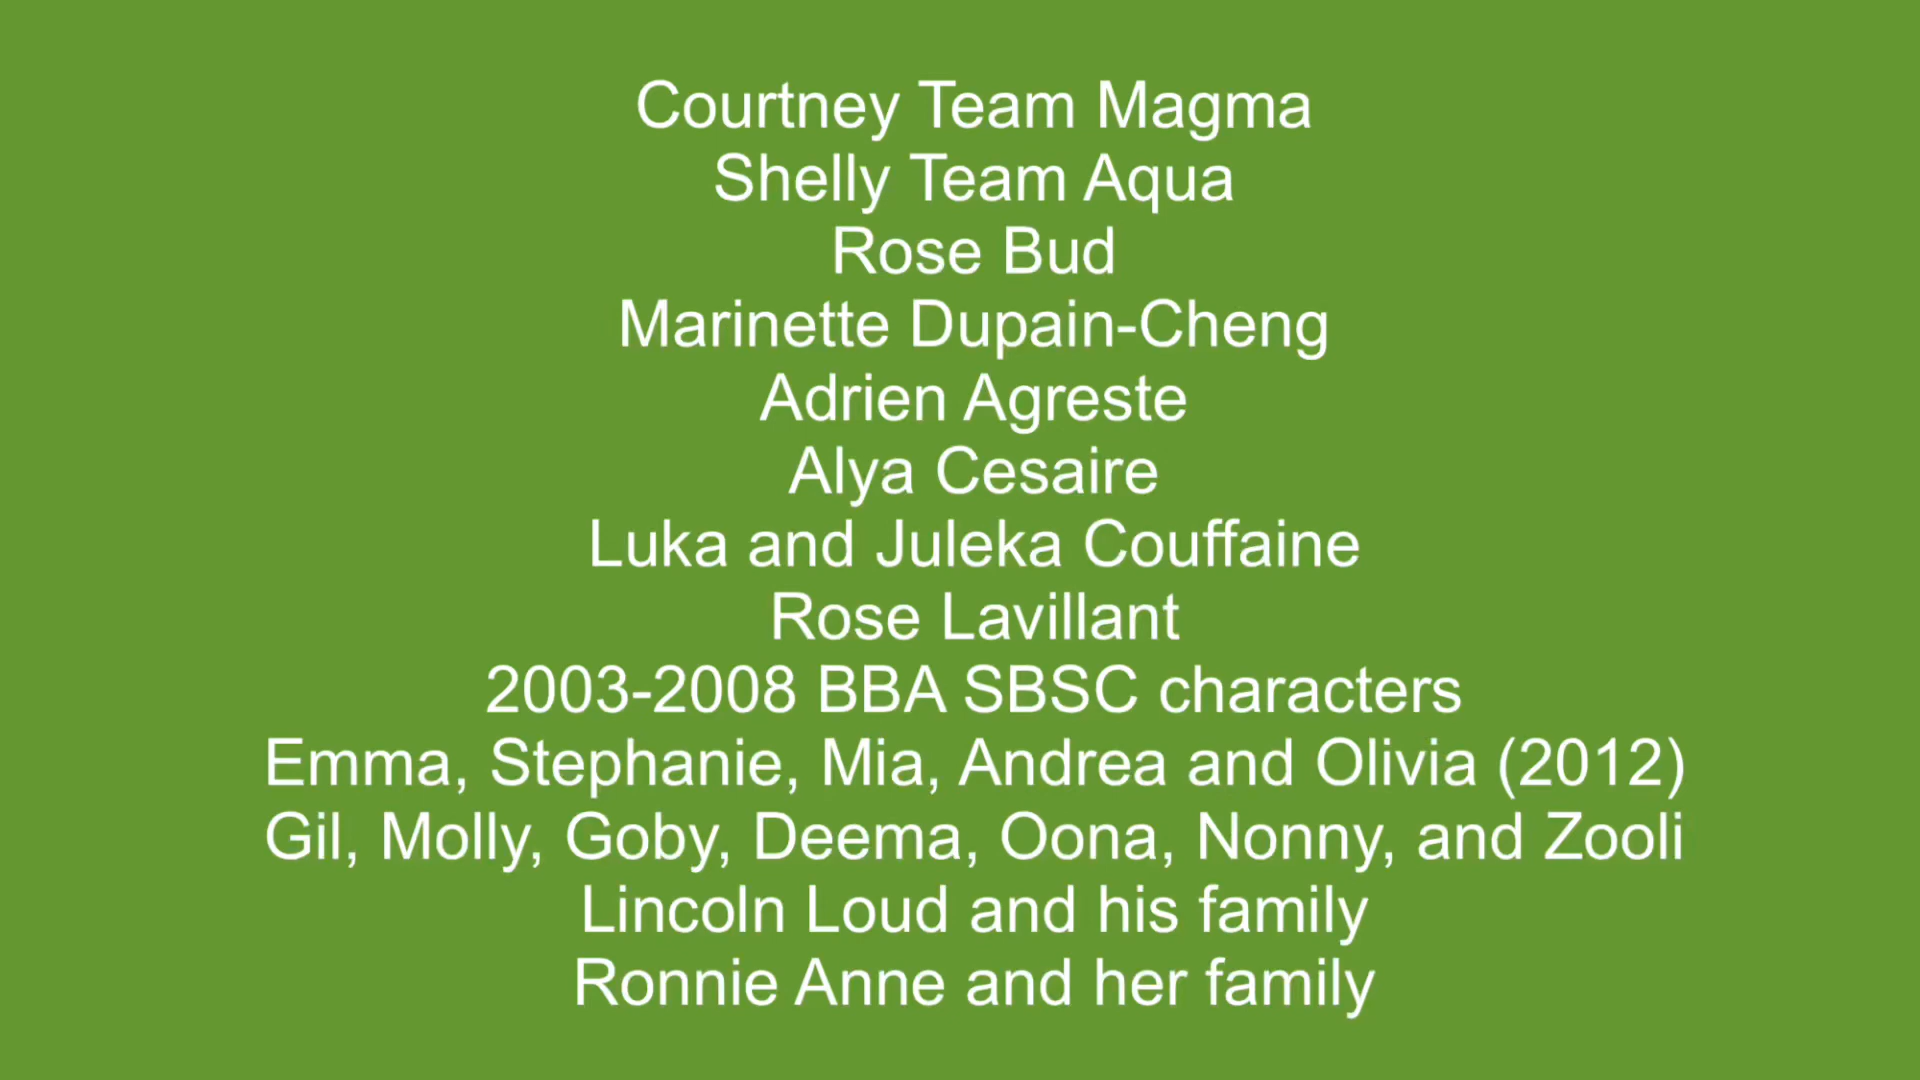 Courtney Team Magma
Shelly Team Aqua
Rose Bud
Marinette Dupain-Cheng
Adrien Agreste
Alya Cesaire
Luka and Juleka Couffaine
Rose Lavillant
2003-2008 BBA SBSC characters
Emma, Stephanie, Mia, Andrea and Olivia (2012)
Gil, Molly, Goby, Deema, Oona, Nonny, and Zooli
Lincoln Loud and his family
Ronnie Anne and her family